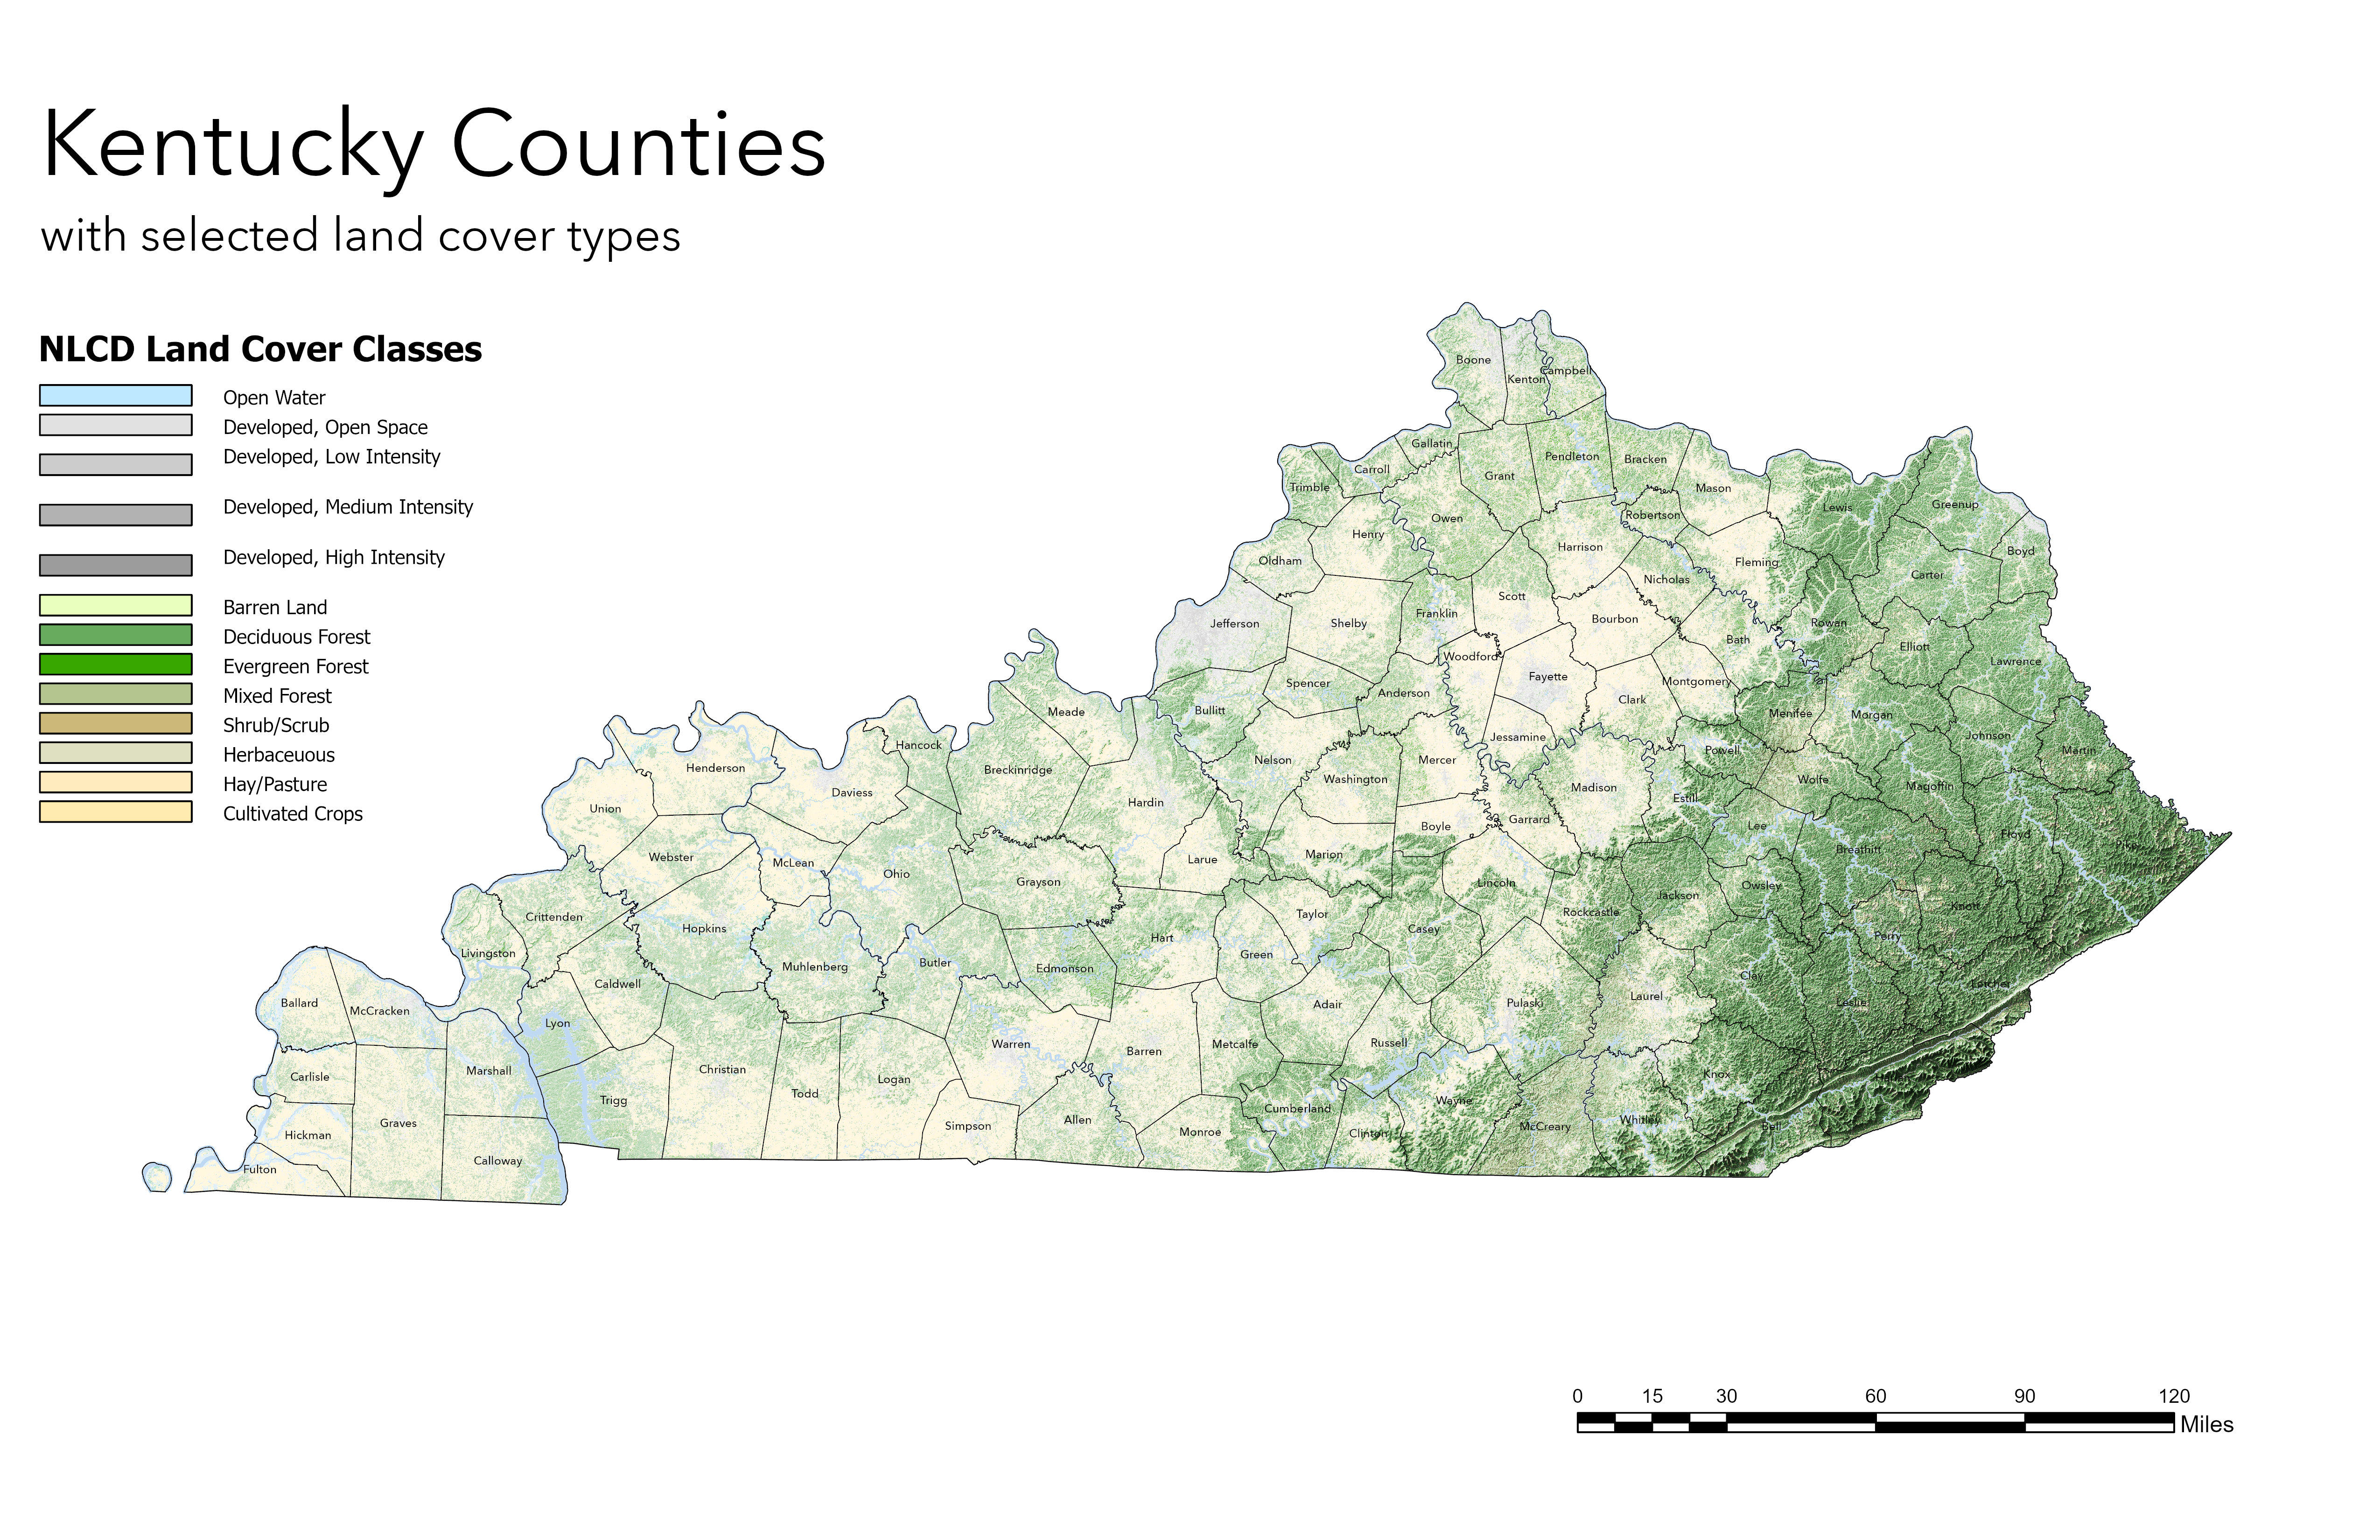 Kentucky Counties
with selected land cover types
NLCD Land Cover Classes
Open Water
Developed, Open Space
Developed, Low Intensity
Developed, Medium Intensity
Developed, High Intensity
Barren Land
Deciduous Forest
Evergreen Forest
Mixed Forest
Shrub/Scrub
Herbaceuous
Hay/Pasture
Cultivated Crops
Boone
Kenton
Campbell
Gallatin
Carroll
Grant
Pendleton
Bracken
Trimble
Mason
Lewis
Greenup
Owen
Robertson
Henry
Harrison
Boyd
Oldham
Fleming
Carter
Nicholas
Scott
Franklin
Jefferson
Shelby
Bourbon
Rowan
Bath
Elliott
Woodford
Lawrence
Fayette
Montgomery
Spencer
Anderson
Clark
Bullitt
Meade
Menifee
Morgan
Jessamine
Johnson
Hancock
Powell
Martin
Nelson
Mercer
Henderson
Breckinridge
Washington
Wolfe
Madison
Magoffin
Daviess
Estill
Hardin
Union
Garrard
Boyle
Lee
Floyd
Pike
Breathitt
Marion
Webster
Larue
McLean
Ohio
Grayson
Lincoln
Owsley
Jackson
Knott
Rockcastle
Taylor
Crittenden
Hopkins
Casey
Perry
Hart
Livingston
Green
Butler
Muhlenberg
Edmonson
Clay
Caldwell
Letcher
Laurel
Leslie
Ballard
Pulaski
Adair
McCracken
Lyon
Russell
Warren
Metcalfe
Barren
Marshall
Christian
Knox
Carlisle
Logan
Todd
Trigg
Wayne
Cumberland
Allen
Whitley
Graves
Simpson
McCreary
Bell
Monroe
Clinton
Hickman
Calloway
Fulton
0 15 30 60 90 120
Miles